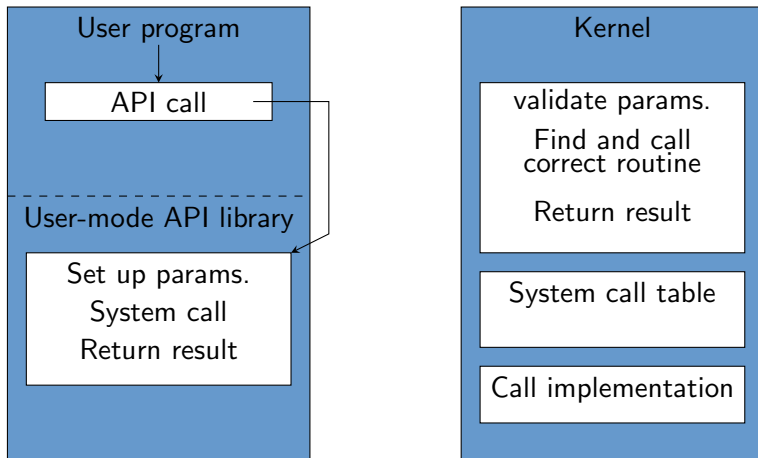 User program
API call
User-mode API library
Set up params.
System call
Return result
Kernel
validate params.
Find and call
correct routine
Return result
System call table
Call implementation